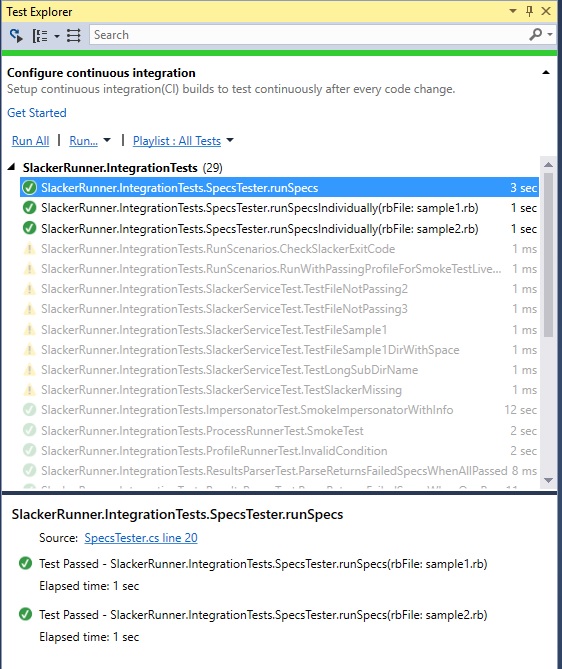 Test Explorer
Search
Configure continuous integration
Setup continuous integration(CI) builds to test continuously after every code change.
Get Started
Run All | Run... | Playlist : All Tests
SlackerRunner.IntegrationTests (29)
SlackerRunner.IntegrationTests.SpecsTester.runSpecs 3 sec
SlackerRunner.IntegrationTests.SpecsTester.runSpecsIndividually(rbFile: sample1.rb) 1 sec
SlackerRunner.IntegrationTests.SpecsTester.runSpecsIndividually(rbFile: sample2.rb) 1 sec
SlackerRunner.IntegrationTests.RunScenarios.CheckSlackerExitCode 1 ms
SlackerRunner.IntegrationTests.RunScenarios.RunWithPassingProfileForSmokeTestLive... 1 ms
SlackerRunner.IntegrationTests.SlackerServiceTest.TestFileNotPassing2 1 ms
SlackerRunner.IntegrationTests.SlackerServiceTest.TestFileNotPassing3 1 ms
SlackerRunner.IntegrationTests.SlackerServiceTest.TestFileSample1 1 ms
SlackerRunner.IntegrationTests.SlackerServiceTest.TestFileSample1DirWithSpace 1 ms
SlackerRunner.IntegrationTests.SlackerServiceTest.TestLongSubDirName 1 ms
SlackerRunner.IntegrationTests.SlackerServiceTest.TestSlackerMissing 1 ms
SlackerRunner.IntegrationTests.ImpersonatorTest.SmokeImpersonatorWithInfo 12 sec
SlackerRunner.IntegrationTests.ProcessRunnerTest.SmokeTest 2 sec
SlackerRunner.IntegrationTests.ProfileRunnerTest.InvalidCondition 2 sec
SlackerRunner.IntegrationTests.ResultsParserTest.ParseReturnsFailedSpecsWhenAllPassed 8 ms
SlackerRunner.IntegrationTests.SpecsTester.runSpecs
Source: SpecsTester.cs line 20
Test Passed - SlackerRunner.IntegrationTests.SpecsTester.runSpecs(rbFile: sample1.rb)
Elapsed time: 1 sec
Test Passed - SlackerRunner.IntegrationTests.SpecsTester.runSpecs(rbFile: sample2.rb)
Elapsed time: 1 sec